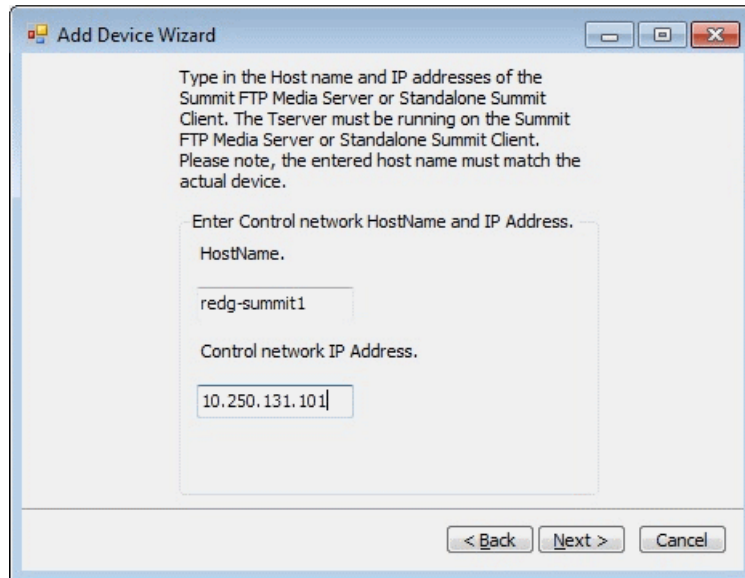 Add Device Wizard
Type in the Host name and IP addresses of the
Summit FTP Media Server or Standalone Summit
Client. The Tserver must be running on the Summit
FTP Media Server or Standalone Summit Client.
Please note, the entered host name must match the
actual device.
Enter Control network HostName and IP Address.
HostName.
redg-summit1
Control network IP Address.
10.250.131.101
< Back Next > Cancel